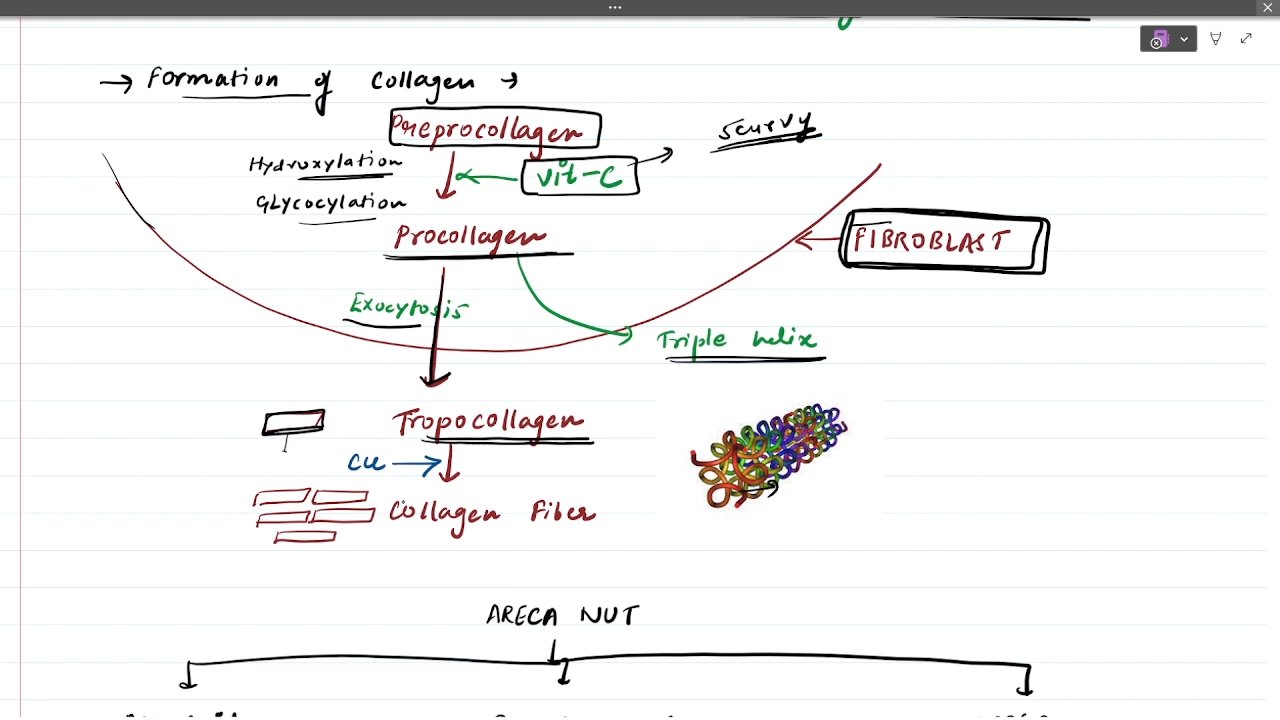 → Formation of Collagen →
Preprocollagen
Scurvy
Hydroxylation
Vit-C
Glycocylation
Procollagen
FIBROBLAST
Exocytosis
Triple helix
Tropocollagen
Cu →
Collagen Fiber
ARECA NUT